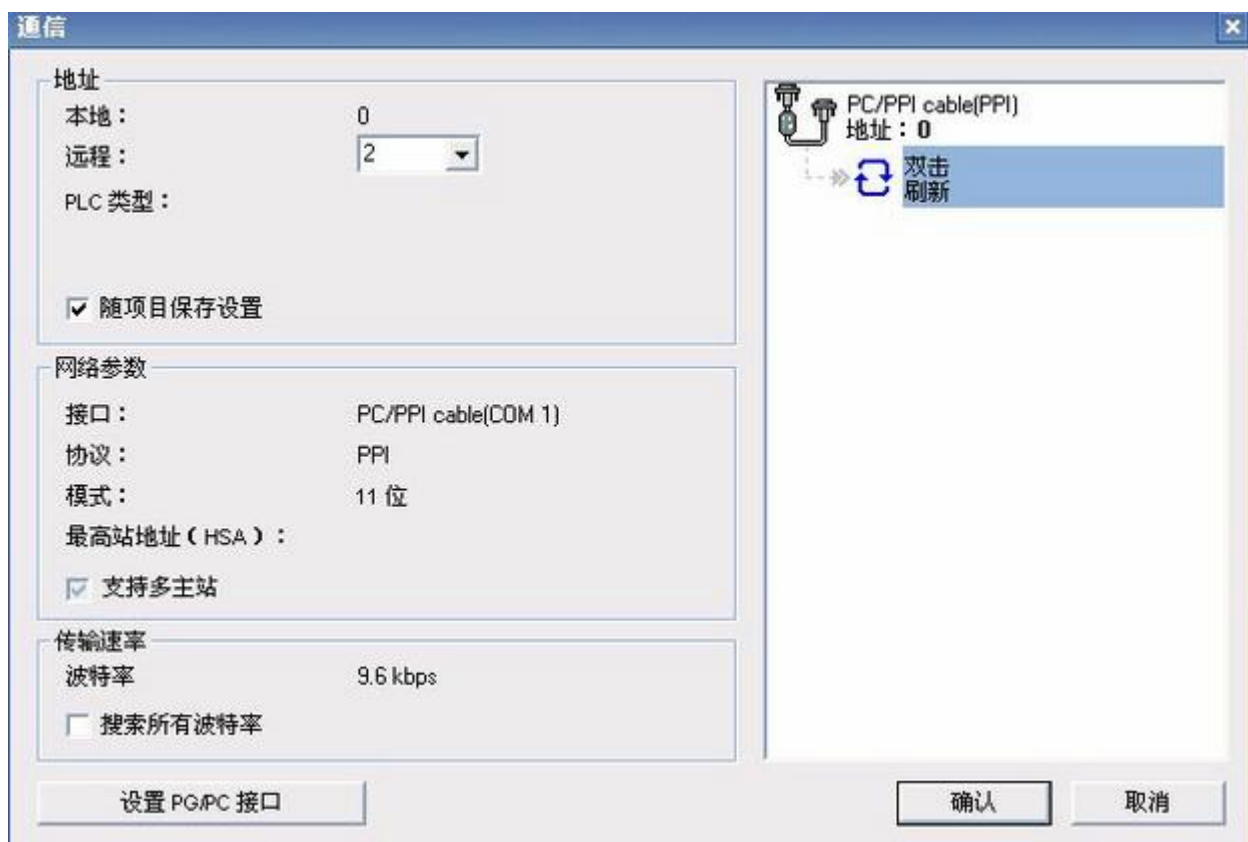 通信
地址
本地： 0
远程： 2
PLC 类型：
随项目保存设置
网络参数
接口： PC/PPI cable(COM 1)
协议： PPI
模式： 11 位
最高站地址（HSA）：
支持多主站
传输速率
波特率 9.6 kbps
搜索所有波特率
设置 PG/PC 接口
PC/PPI cable(PPI)
地址：0
双击
刷新
确认 取消